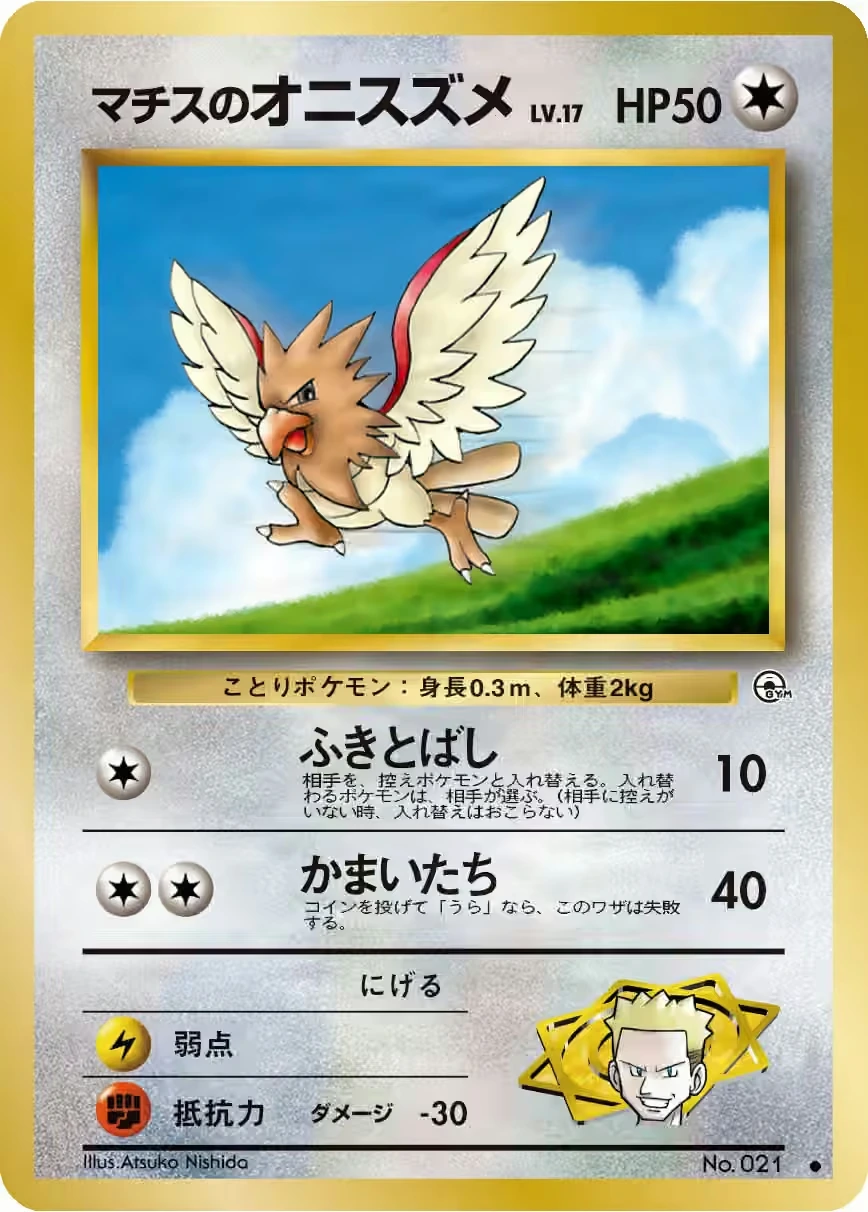 マチスのオニスズメ LV.17 HP50
ことりポケモン：身長0.3m、体重2kg
GYM
ふきとばし 10
相手を、控えポケモンと入れ替える。入れ替
わるポケモンは、相手が選ぶ。（相手に控えが
いない時、入れ替えはおこらない）
かまいたち 40
コインを投げて「うら」なら、このワザは失敗
する。
にげる
弱点
抵抗力 ダメージ -30
Illus.Atsuko Nishida No. 021